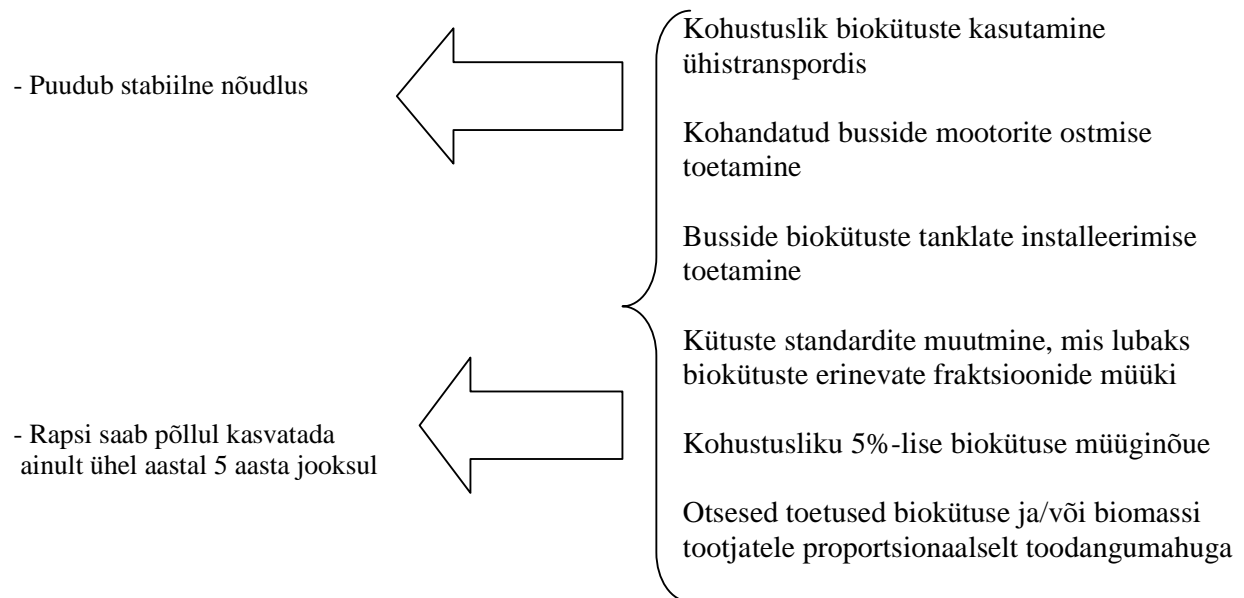 - Puudub stabiilne nõudlus
- Rapsi saab põllul kasvatada
ainult ühel aastal 5 aasta jooksul
Kohustuslik biokütuste kasutamine
ühistranspordis
Kohandatud busside mootorite ostmise
toetamine
Busside biokütuste tanklate installeerimise
toetamine
Kütuste standardite muutmine, mis lubaks
biokütuste erinevate fraktsioonide müüki
Kohustusliku 5%-lise biokütuse müüginõue
Otsesed toetused biokütuse ja/või biomassi
tootjatele proportsionaalselt toodangumahuga